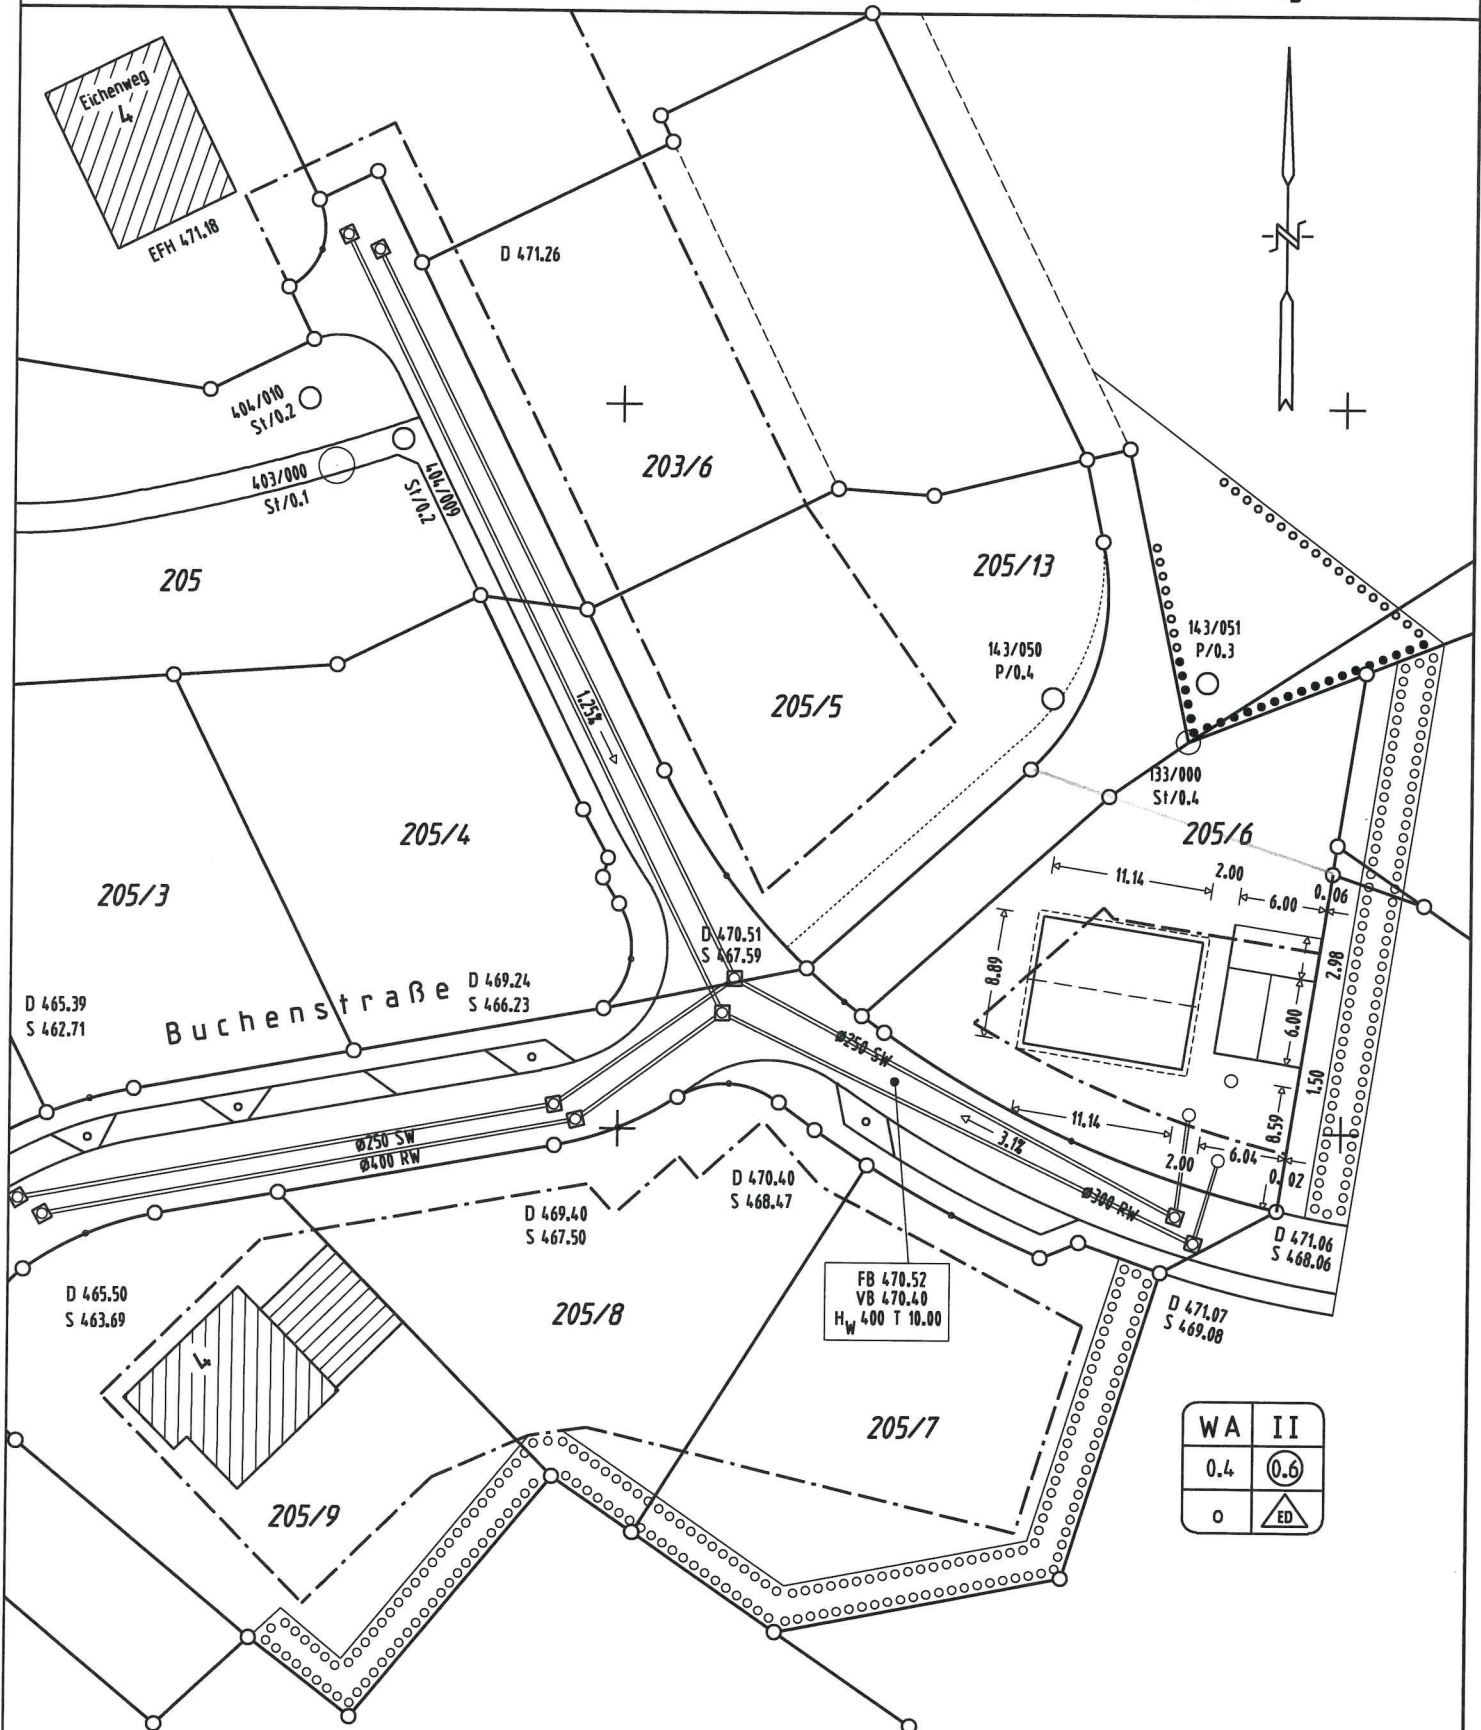 Eichenweg
4
EFH 471.18
D 471.26
404/010
St/0.2
403/000
St/0.1
404/009
St/0.2
203/6
205
205/13
143/051
P/0.3
143/050
P/0.4
1.25%
205/5
133/000
St/0.4
205/4
205/6
205/3
11.14
2.00
6.00
0.06
8.89
2.98
6.00
1.50
D 470.51
S 467.59
D 469.24
S 466.23
D 465.39
S 462.71
Buchenstraße
ø250 SW
11.14
3.1%
2.00
6.04
8.59
0.02
ø250 SW
ø400 RW
ø300 RW
D 470.40
S 468.47
D 469.40
S 467.50
D 471.06
S 468.06
D 465.50
S 463.69
FB 470.52
VB 470.40
HW 400 T 10.00
D 471.07
S 469.08
205/8
4
205/7
205/9
WA II
0.4 0.6
o ED